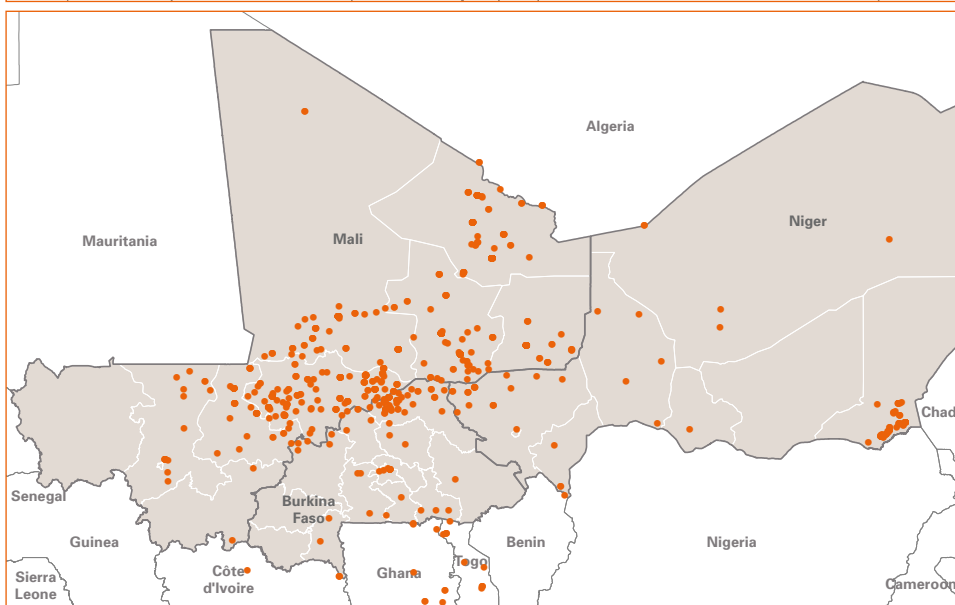 Algeria
Niger
Mauritania
Mali
Chad
Senegal
Burkina
Faso
Guinea
Benin
Nigeria
Togo
Côte
d'Ivoire
Ghana
Sierra
Leone
Cameroon